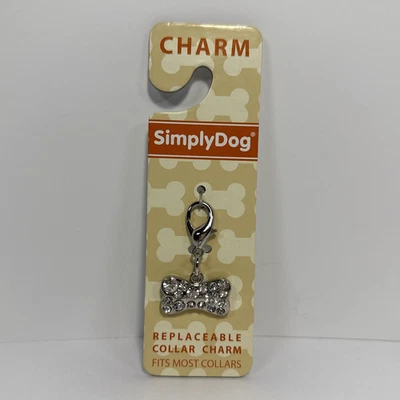 CHARM
SimplyDog®
REPLACEABLE
COLLAR CHARM
FITS MOST COLLARS